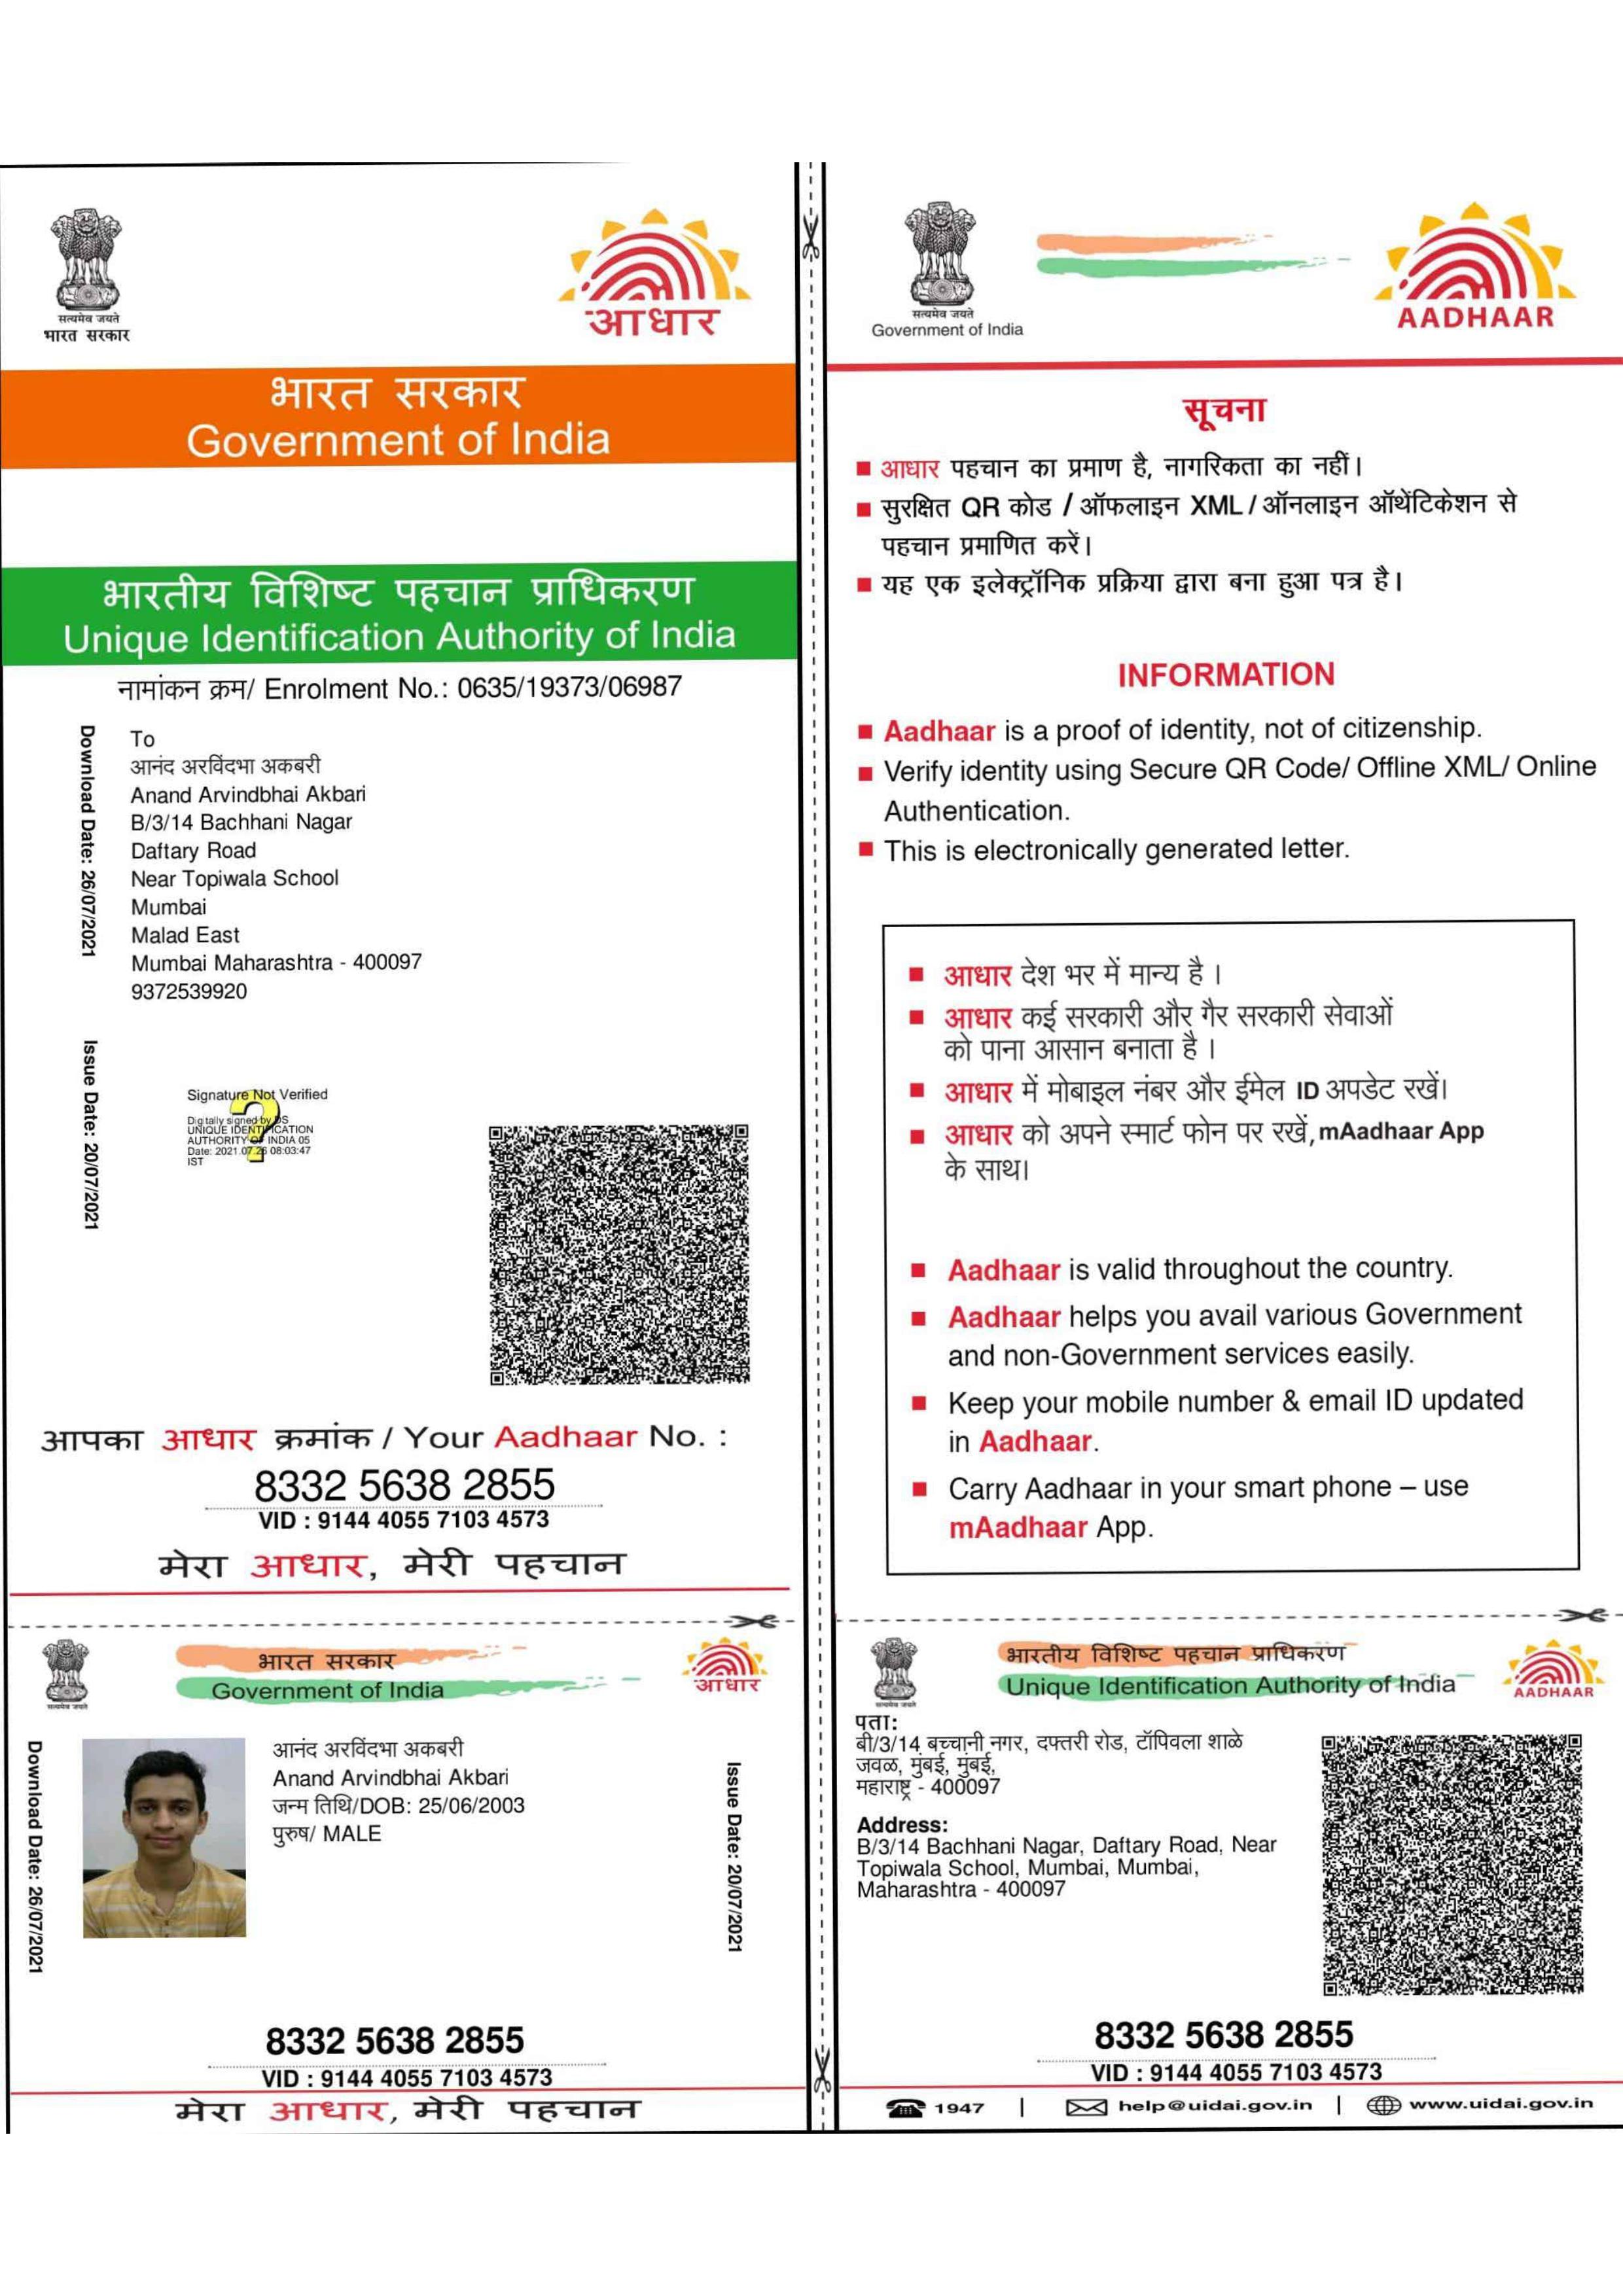 सत्यमेव जयते
भारत सरकार
आधार
भारत सरकार
Government of India
भारतीय विशिष्ट पहचान प्राधिकरण
Unique Identification Authority of India
नामांकन क्रम/ Enrolment No.: 0635/19373/06987
Download Date: 26/07/2021
To
आनंद अरविंदभा अकबरी
Anand Arvindbhai Akbari
B/3/14 Bachhani Nagar
Daftary Road
Near Topiwala School
Mumbai
Malad East
Mumbai Maharashtra - 400097
9372539920
Issue Date: 20/07/2021
Signature Not Verified
Digitally signed by DS
UNIQUE IDENTIFICATION
AUTHORITY OF INDIA 05
Date: 2021.07.26 08:03:47
IST
आपका आधार क्रमांक / Your Aadhaar No. :
8332 5638 2855
VID : 9144 4055 7103 4573
मेरा आधार, मेरी पहचान
सत्यमेव जयते
भारत सरकार
Government of India
आधार
Download Date: 26/07/2021
आनंद अरविंदभा अकबरी
Anand Arvindbhai Akbari
जन्म तिथि/DOB: 25/06/2003
पुरुष/ MALE
Issue Date: 20/07/2021
8332 5638 2855
VID : 9144 4055 7103 4573
मेरा आधार, मेरी पहचान
सत्यमेव जयते
Government of India
AADHAAR
सूचना
आधार पहचान का प्रमाण है, नागरिकता का नहीं।
सुरक्षित QR कोड / ऑफलाइन XML / ऑनलाइन ऑथेंटिकेशन से
पहचान प्रमाणित करें।
यह एक इलेक्ट्रॉनिक प्रक्रिया द्वारा बना हुआ पत्र है।
INFORMATION
Aadhaar is a proof of identity, not of citizenship.
Verify identity using Secure QR Code/ Offline XML/ Online
Authentication.
This is electronically generated letter.
आधार देश भर में मान्य है ।
आधार कई सरकारी और गैर सरकारी सेवाओं
को पाना आसान बनाता है ।
आधार में मोबाइल नंबर और ईमेल ID अपडेट रखें।
आधार को अपने स्मार्ट फोन पर रखें, mAadhaar App
के साथ।
Aadhaar is valid throughout the country.
Aadhaar helps you avail various Government
and non-Government services easily.
Keep your mobile number & email ID updated
in Aadhaar.
Carry Aadhaar in your smart phone – use
mAadhaar App.
सत्यमेव जयते
भारतीय विशिष्ट पहचान प्राधिकरण
Unique Identification Authority of India
AADHAAR
पता:
बी/3/14 बच्चानी नगर, दफ्तरी रोड, टॉपिवला शाळे
जवळ, मुंबई, मुंबई,
महाराष्ट्र - 400097
Address:
B/3/14 Bachhani Nagar, Daftary Road, Near
Topiwala School, Mumbai, Mumbai,
Maharashtra - 400097
8332 5638 2855
VID : 9144 4055 7103 4573
1947 | help@uidai.gov.in | www.uidai.gov.in